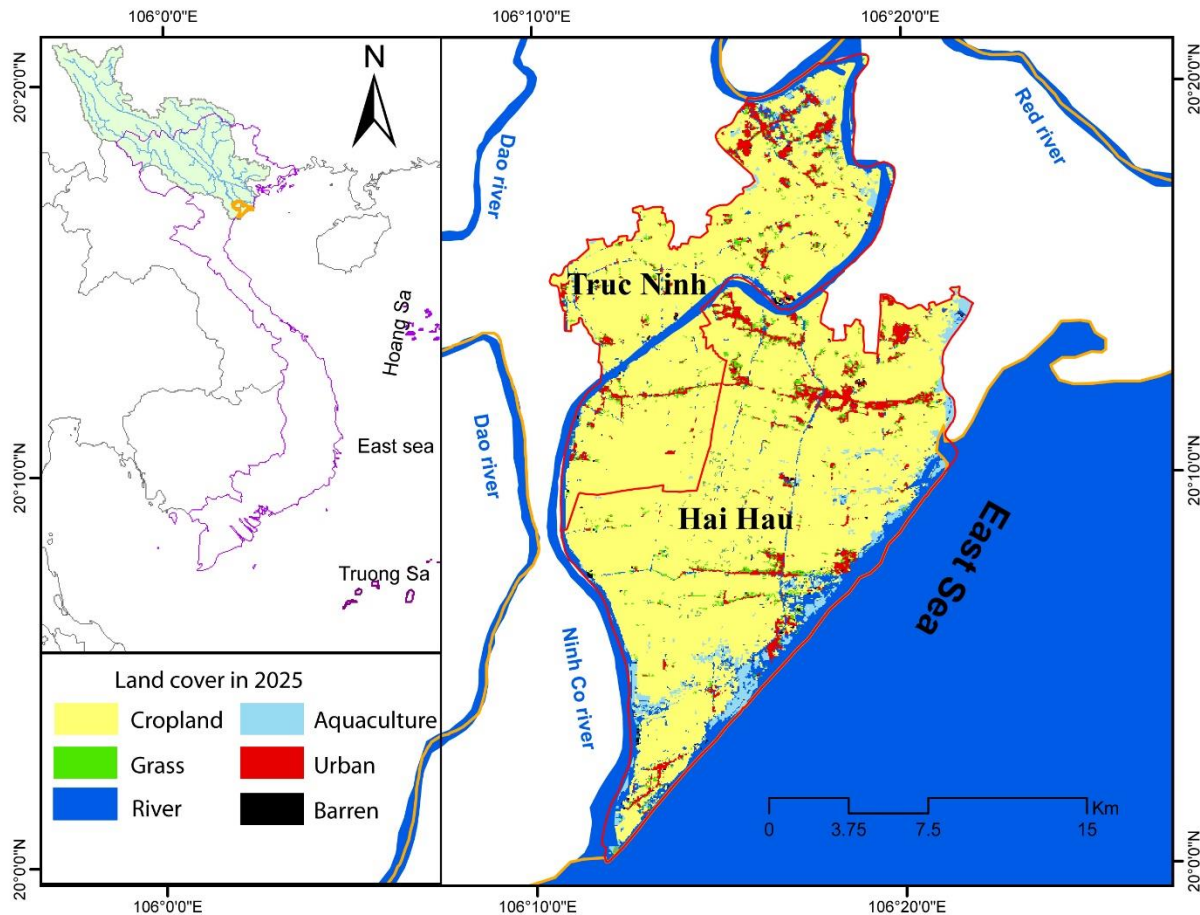 106°0'0"E
106°10'0"E
106°20'0"E
20°20'0"N
20°10'0"N
20°0'0"N
N
Hoang Sa
East sea
Truong Sa
Dao river
Red river
Truc Ninh
Dao river
Hai Hau
East Sea
Ninh Co river
Km
0
3.75
7.5
15
Land cover in 2025
Cropland
Aquaculture
Grass
Urban
River
Barren
20°20'0"N
20°10'0"N
20°0'0"N
106°0'0"E
106°10'0"E
106°20'0"E